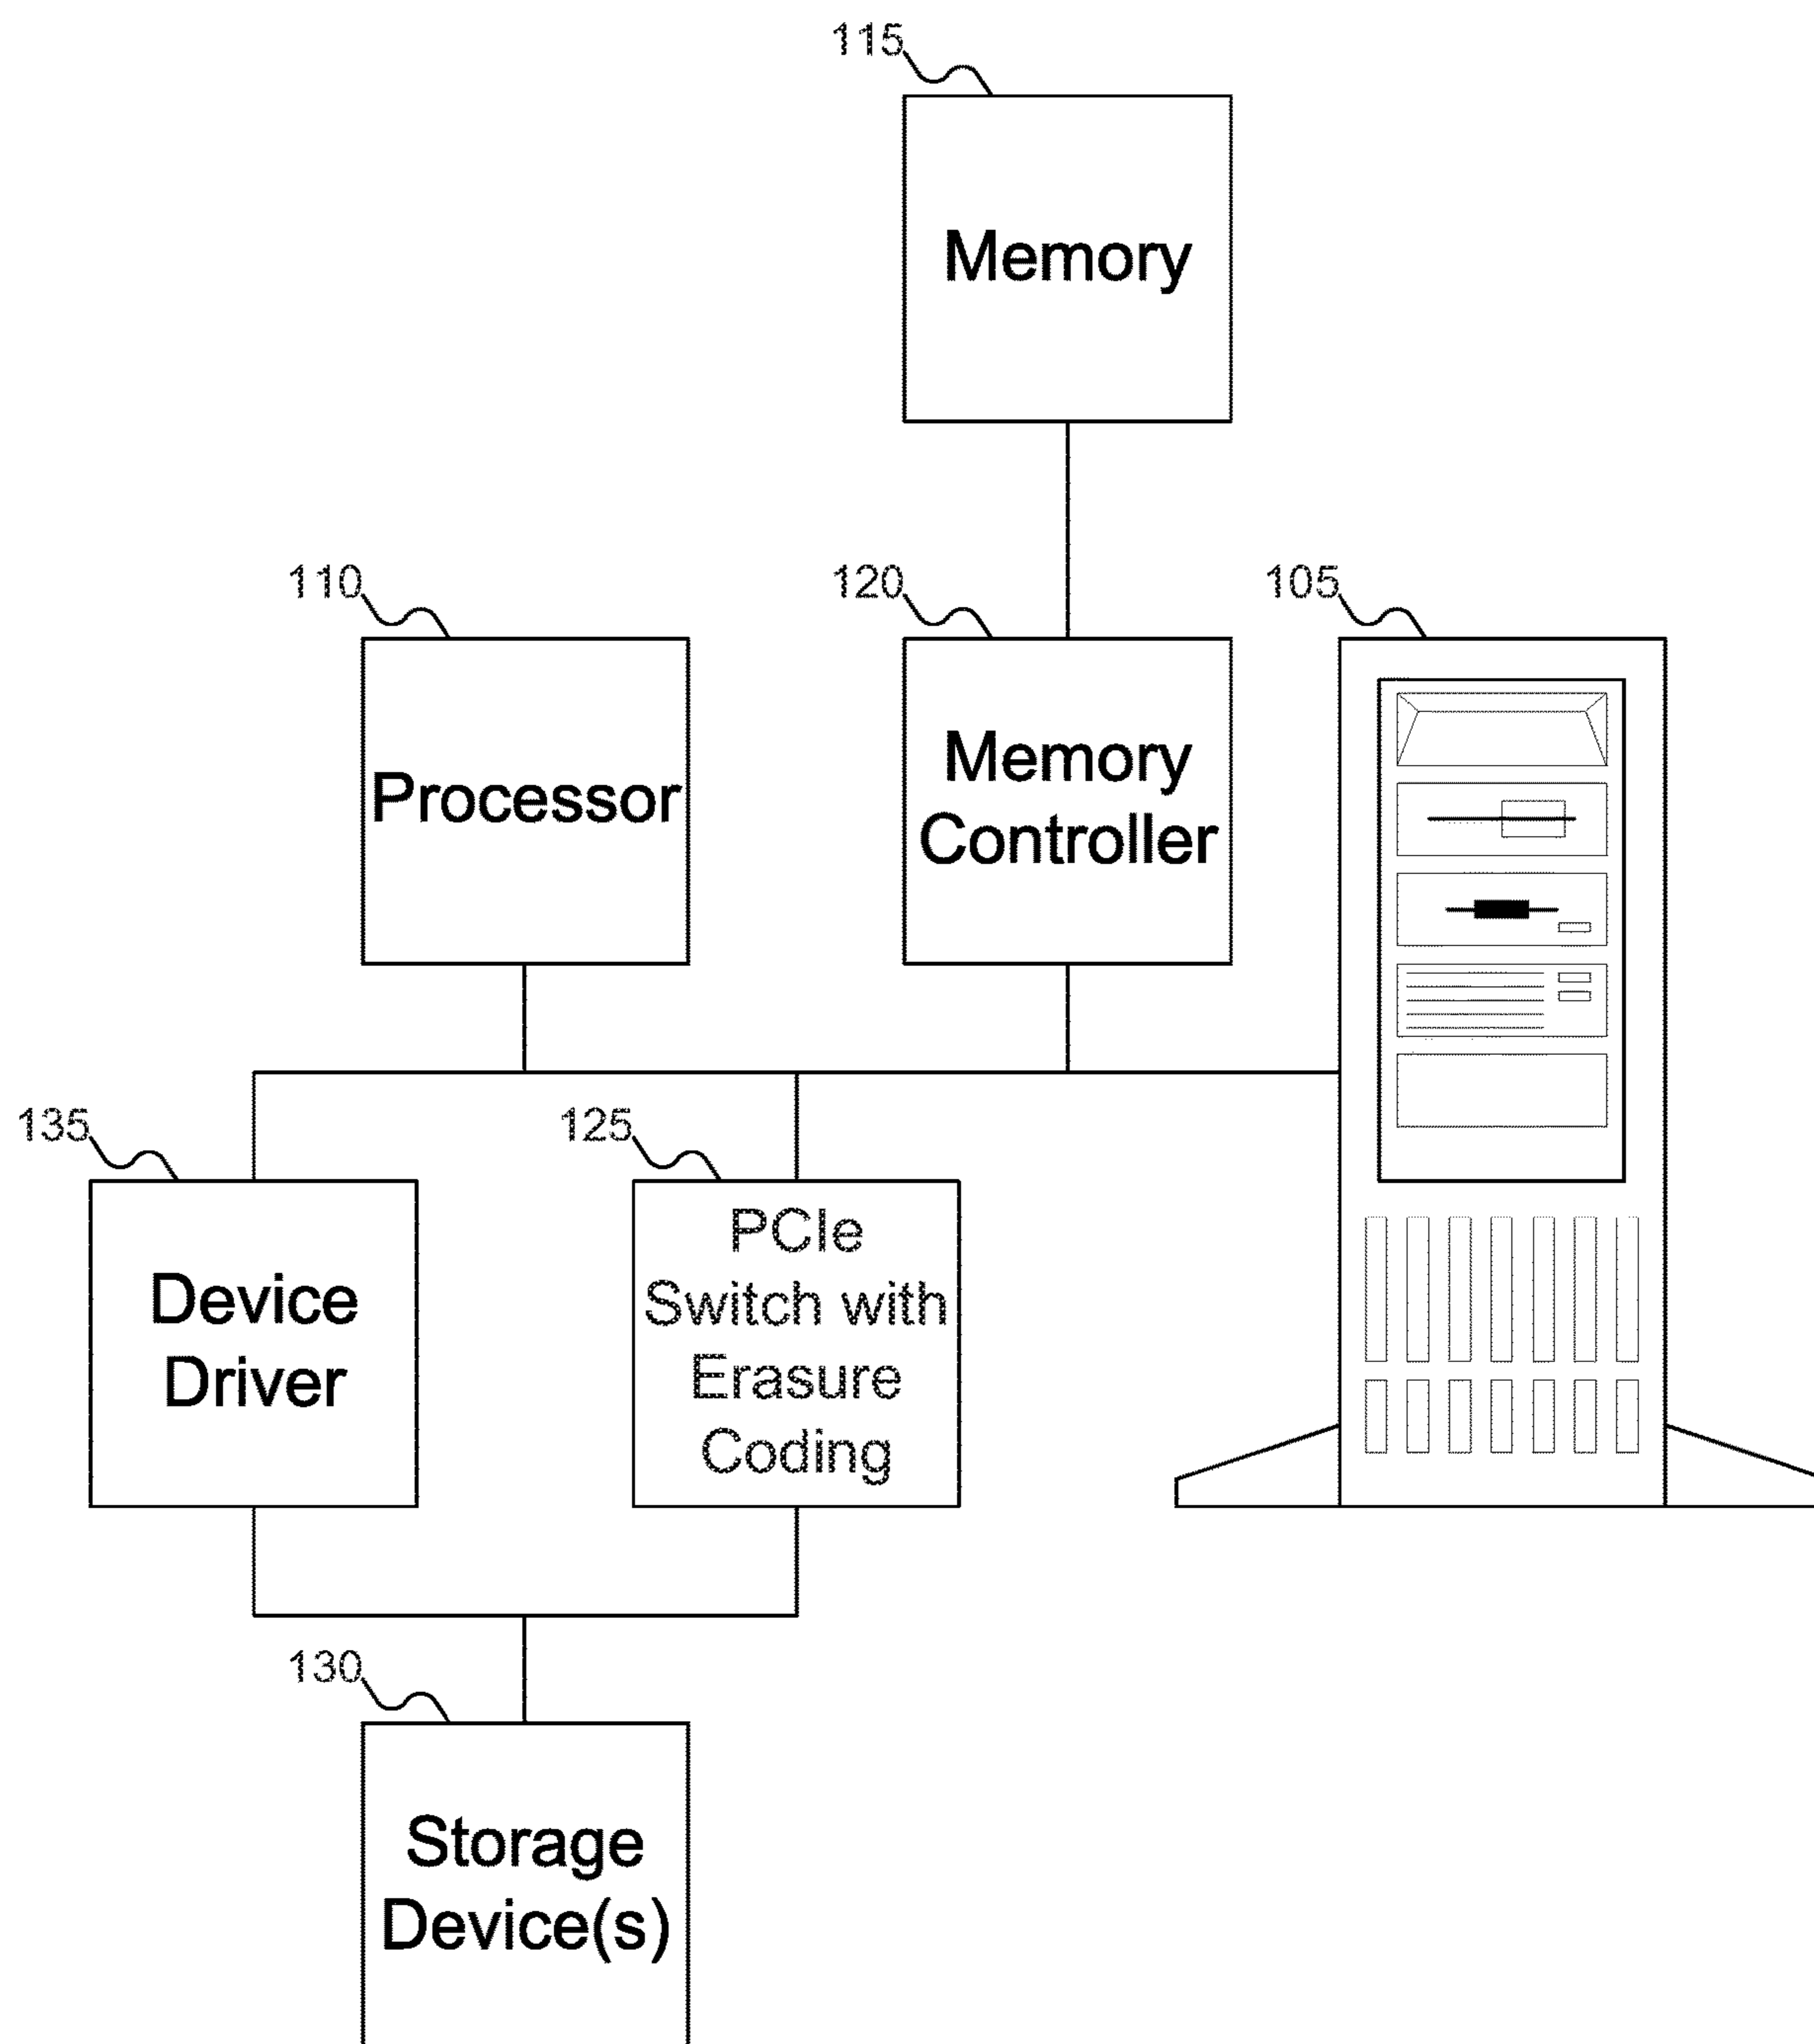 115
Memory
110
120
105
Processor
Memory
Controller
135
125
Device
Driver
PCIe
Switch with
Erasure
Coding
130
Storage
Device(s)